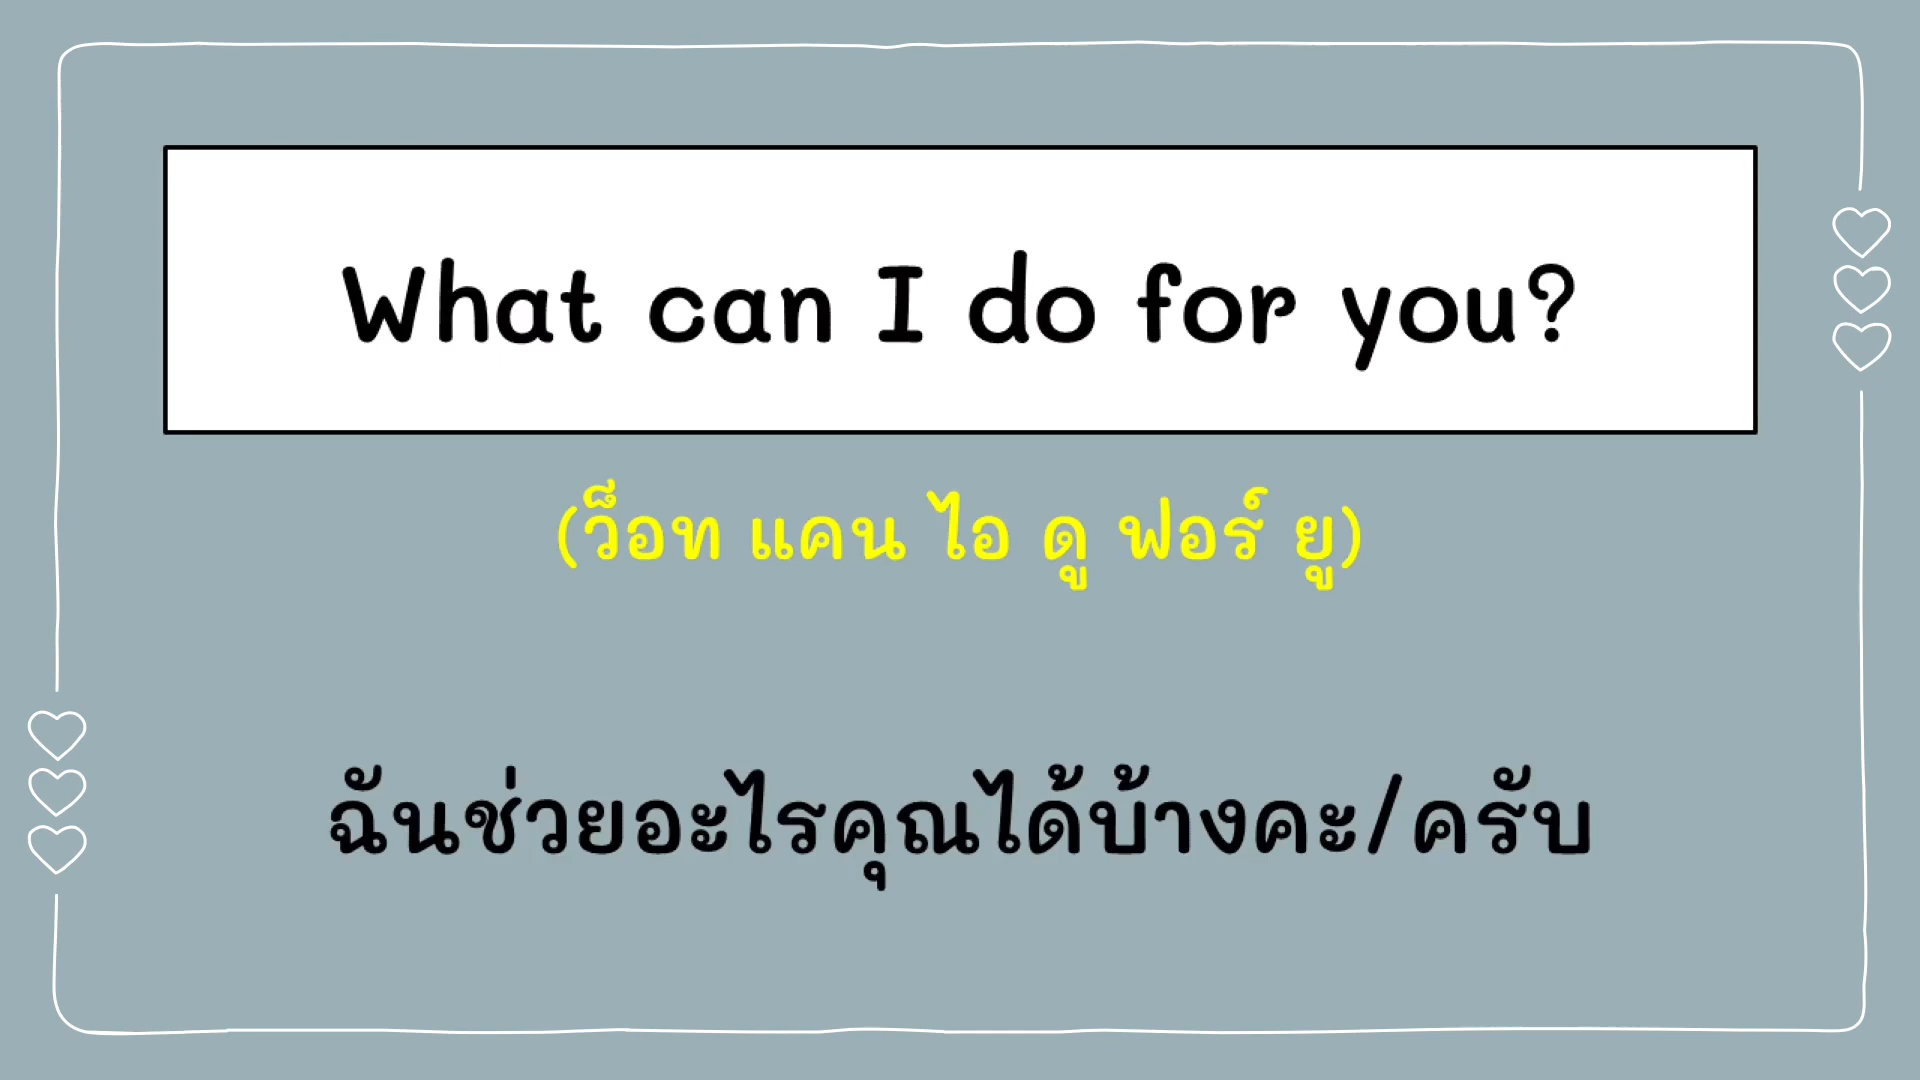 What can I do for you?
(ว็อท แคน ไอ ดู ฟอร์ ยู)
ฉันช่วยอะไรคุณได้บ้างคะ/ครับ